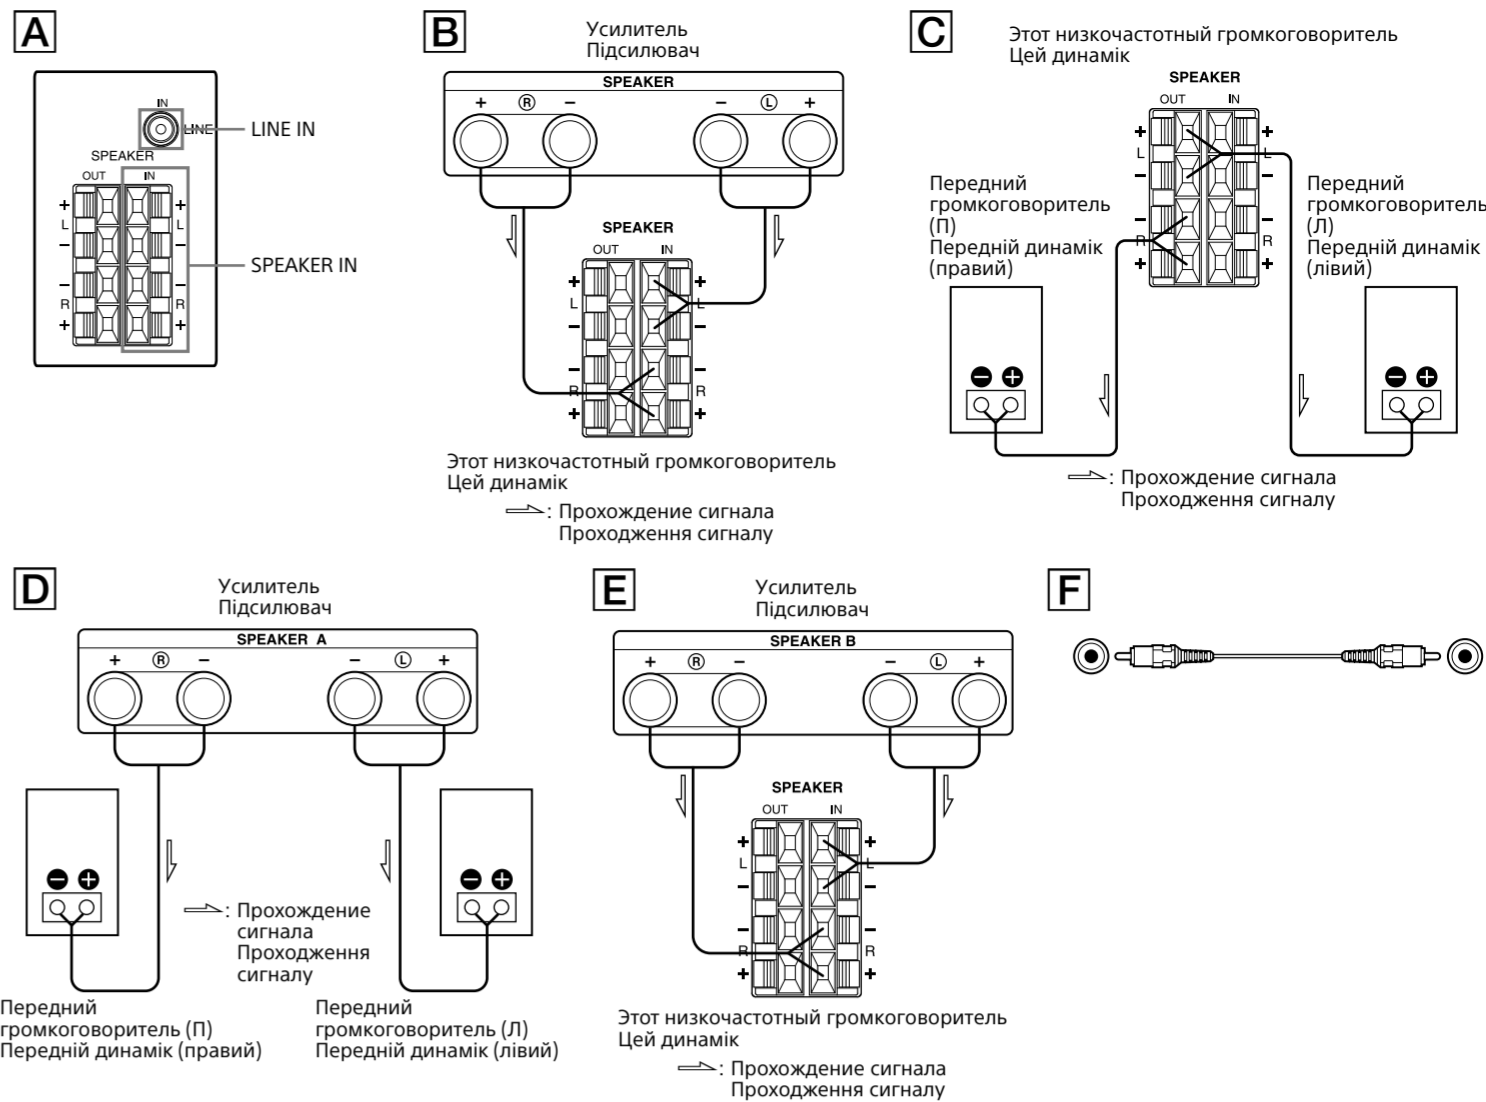 A
IN
LINE
LINE IN
SPEAKER
OUT IN
+ +
L L
− −
SPEAKER IN
− −
R R
+ +
B
Усилитель
Підсилювач
SPEAKER
+ R − − L +
SPEAKER
OUT IN
+ +
L L
− −
− −
R R
+ +
Этот низкочастотный громкоговоритель
Цей динамік
: Прохождение сигнала
Проходження сигналу
C
Этот низкочастотный громкоговоритель
Цей динамік
SPEAKER
OUT IN
+ +
L L
− −
− −
R R
+ +
Передний
громкоговоритель
(П)
Передній динамік
(правий)
− +
Передний
громкоговоритель
(Л)
Передній динамік
(лівий)
− +
: Прохождение сигнала
Проходження сигналу
D
Усилитель
Підсилювач
SPEAKER A
+ R − − L +
− +
− +
: Прохождение
сигнала
Проходження
сигналу
Передний
громкоговоритель (П)
Передній динамік (правий)
Передний
громкоговоритель (Л)
Передній динамік (лівий)
E
Усилитель
Підсилювач
SPEAKER B
+ R − − L +
SPEAKER
OUT IN
+ +
L L
− −
− −
R R
+ +
Этот низкочастотный громкоговоритель
Цей динамік
: Прохождение сигнала
Проходження сигналу
F